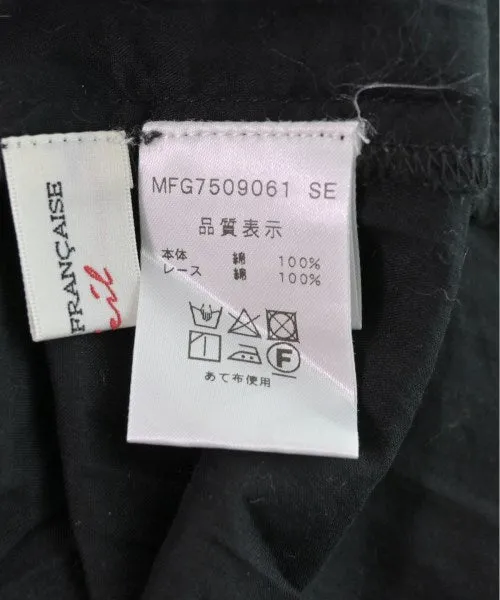 FRANÇAISE
MFG7509061 SE
品質表示
本体 綿 100%
レース 綿 100%
F
あて布使用